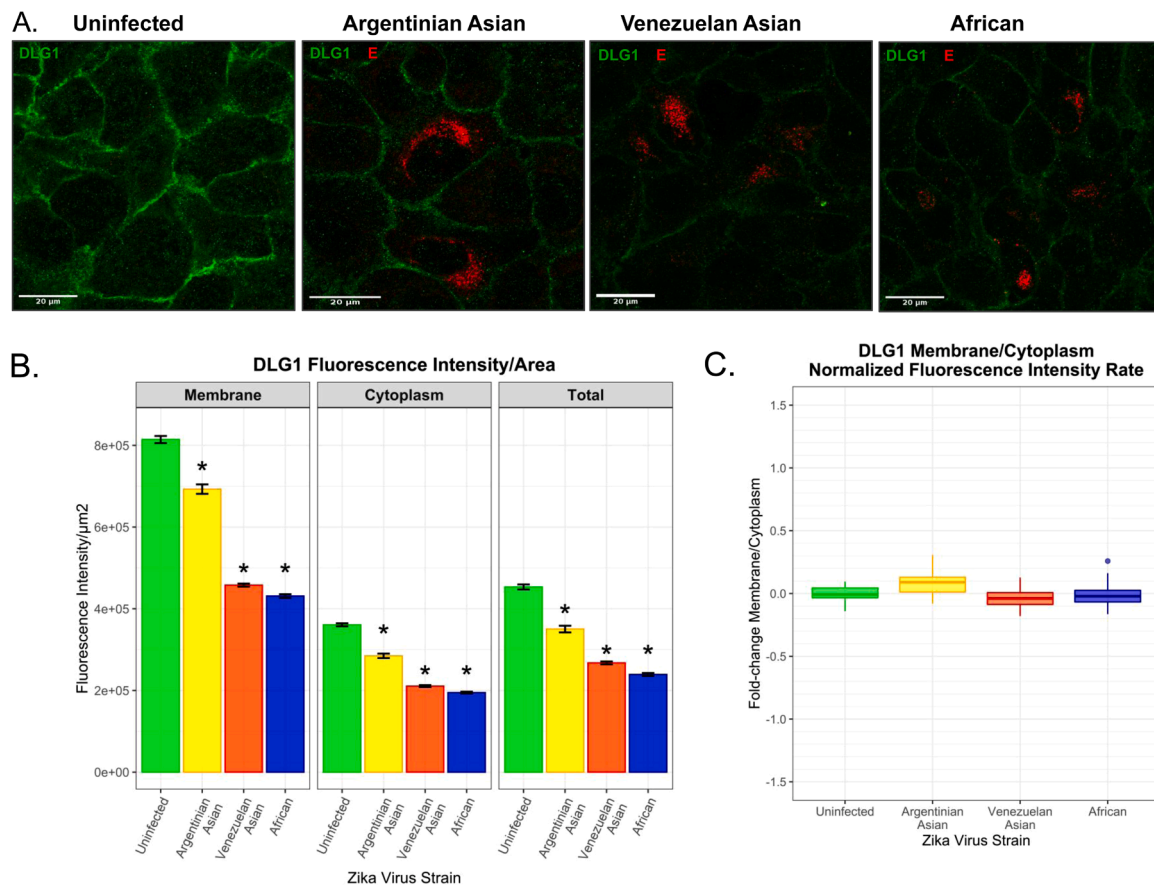 A.
Uninfected
Argentinian Asian
Venezuelan Asian
African
DLG1
DLG1 E
DLG1 E
DLG1 E
20 µm
20 µm
20 µm
20 µm
B.
DLG1 Fluorescence Intensity/Area
Membrane
Cytoplasm
Total
Fluorescence Intensity/µm2
8e+05
6e+05
4e+05
2e+05
0e+00
* * *
* * *
* * *
Uninfected
Argentinian
Asian
Venezuelan
Asian
African
Uninfected
Argentinian
Asian
Venezuelan
Asian
African
Uninfected
Argentinian
Asian
Venezuelan
Asian
African
Zika Virus Strain
C.
DLG1 Membrane/Cytoplasm
Normalized Fluorescence Intensity Rate
Fold-change Membrane/Cytoplasm
1.5
1.0
0.5
0.0
-0.5
-1.0
-1.5
Uninfected
Argentinian
Asian
Venezuelan
Asian
African
Zika Virus Strain